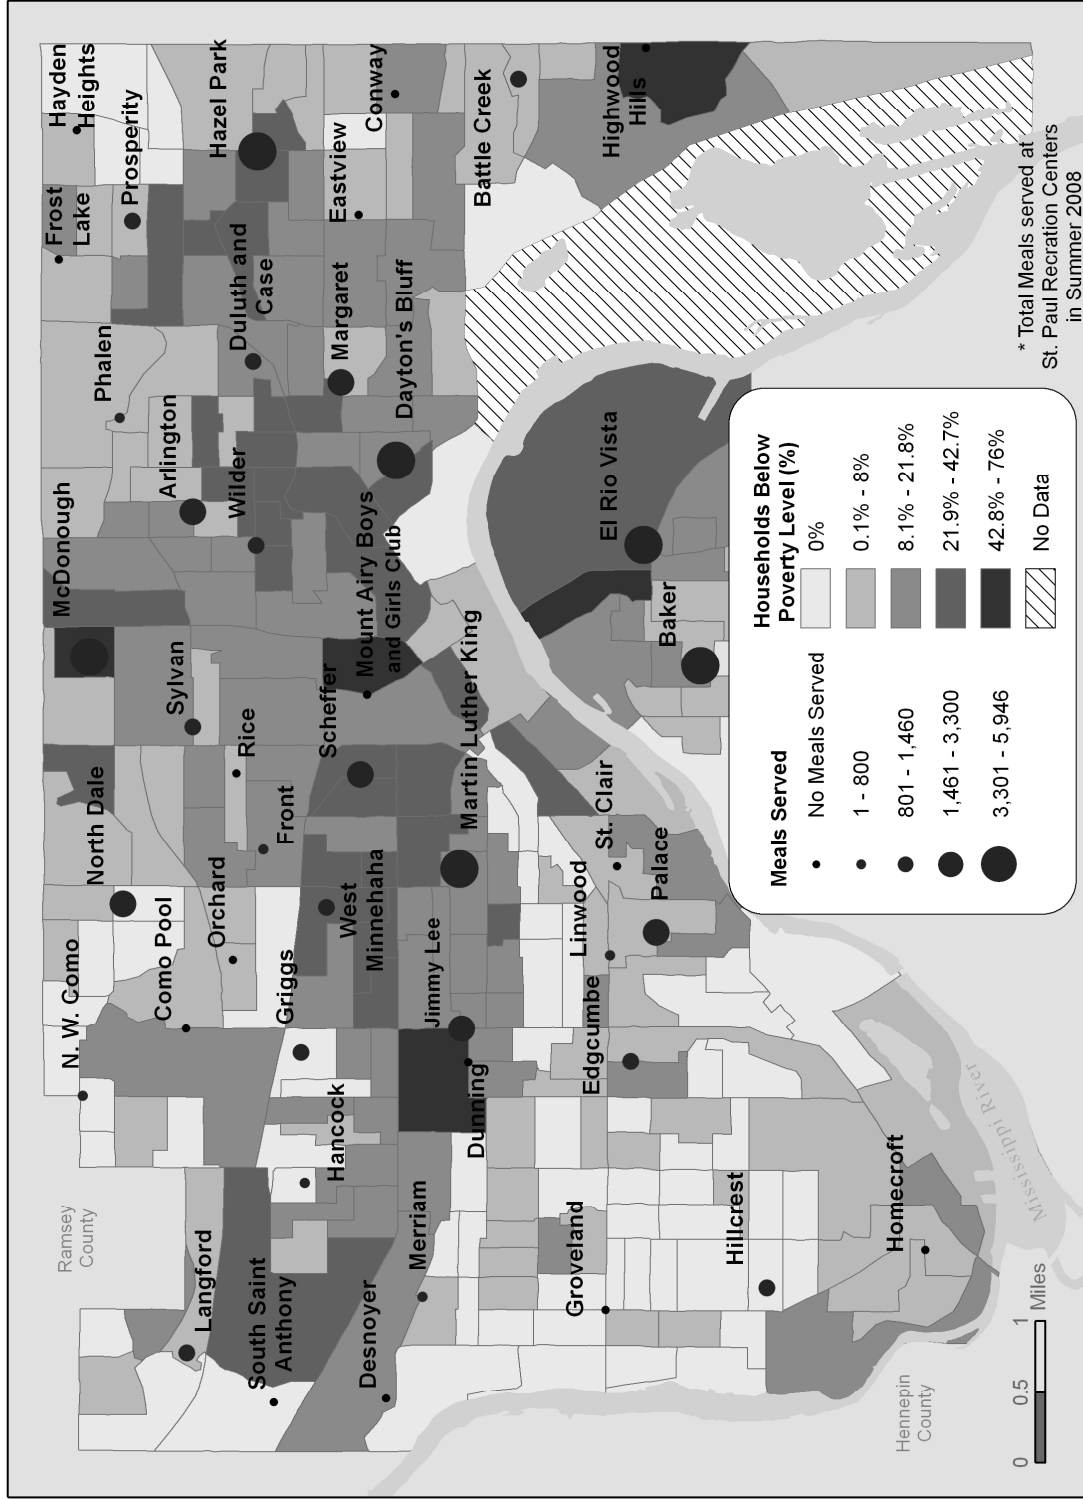 Hayden
Heights
Frost
Lake
Prosperity
Hazel Park
Conway
Eastview
Battle Creek
Highwood
Hills
Duluth and
Case
Margaret
Dayton's Bluff
Phalen
Arlington
Wilder
McDonough
Mount Airy Boys
and Girls Club
El Rio Vista
Baker
Sylvan
Rice
Scheffer
Martin Luther King
North Dale
Front
Orchard
West
Minnehaha
St. Clair
Palace
Linwood
N. W. Como
Como Pool
Griggs
Jimmy Lee
Edgcumbe
Hancock
Dunning
Ramsey
County
Langford
South Saint
Anthony
Desnoyer
Merriam
Groveland
Hillcrest
Homecroft
Mississippi River
Hennepin
County
0 0.5 1
Miles
Meals Served
No Meals Served
1 - 800
801 - 1,460
1,461 - 3,300
3,301 - 5,946
Households Below
Poverty Level (%)
0%
0.1% - 8%
8.1% - 21.8%
21.9% - 42.7%
42.8% - 76%
No Data
* Total Meals served at
St. Paul Recration Centers
in Summer 2008